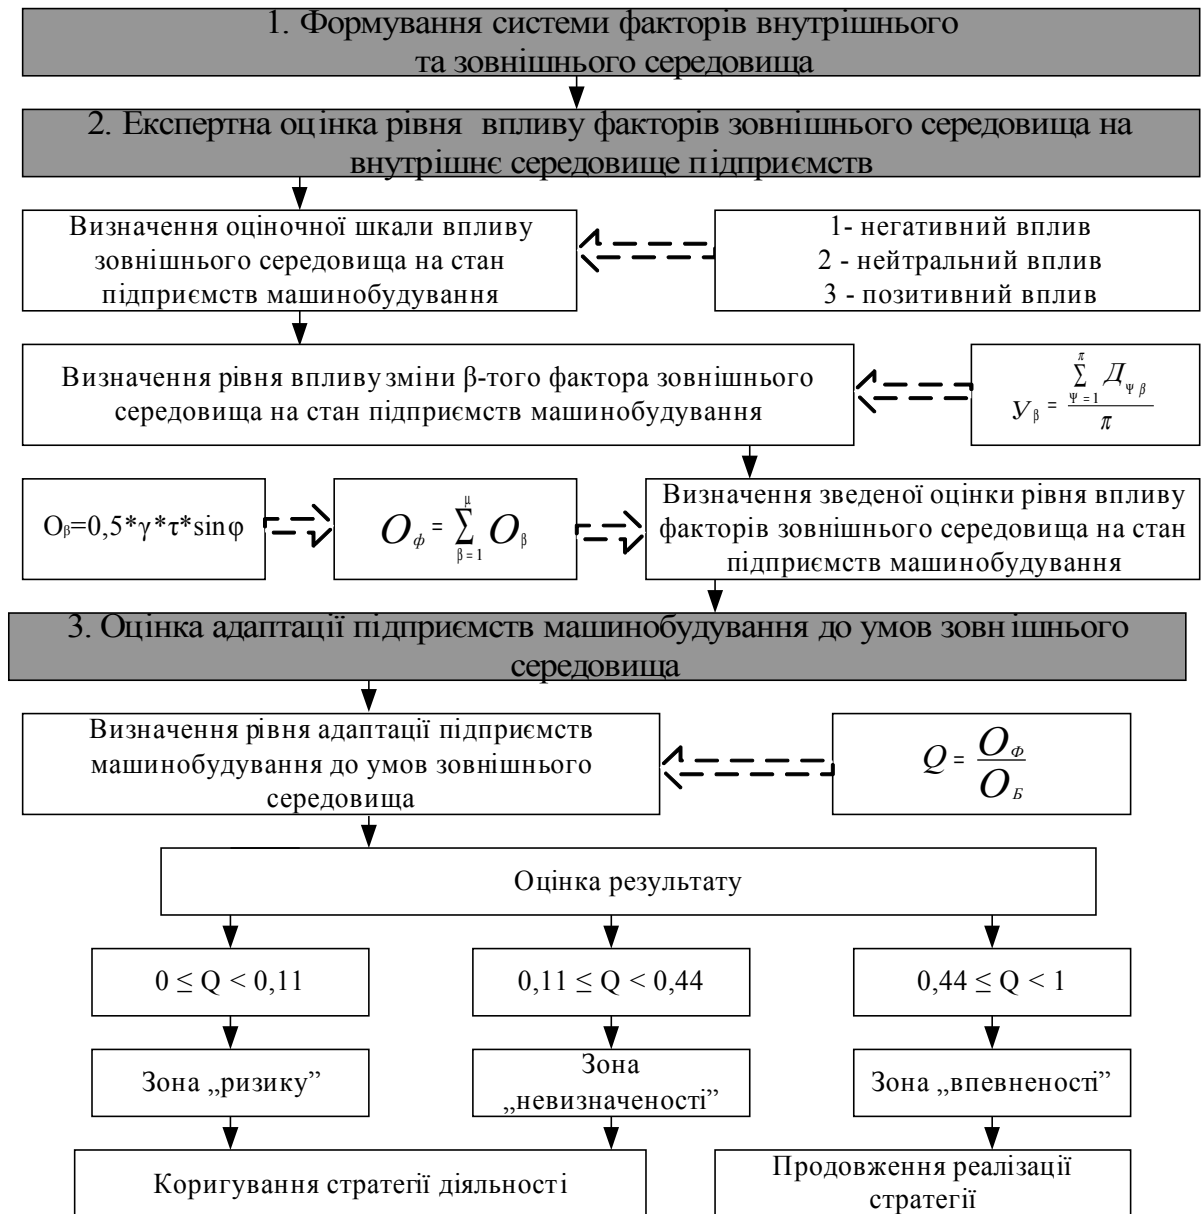 1. Формування системи факторів внутрішнього
та зовнішнього середовища
2. Експертна оцінка рівня впливу факторів зовнішнього середовища на
внутрішнє середовище підприємств
Визначення оціночної шкали впливу
зовнішнього середовища на стан
підприємств машинобудування
1- негативний вплив
2 - нейтральний вплив
3 - позитивний вплив
Визначення рівня впливу зміни β-того фактора зовнішнього
середовища на стан підприємств машинобудування
У_β = \frac{\sum_{Ψ=1}^{π} Д_{Ψβ}}{π}
O_β=0,5*γ*τ*sinφ
O_ф = \sum_{β=1}^{μ} O_β
Визначення зведеної оцінки рівня впливу
факторів зовнішнього середовища на стан
підприємств машинобудування
3. Оцінка адаптації підприємств машинобудування до умов зовнішнього
середовища
Визначення рівня адаптації підприємств
машинобудування до умов зовнішнього
середовища
Q = \frac{O_Ф}{O_Б}
Оцінка результату
0 ≤ Q < 0,11
0,11 ≤ Q < 0,44
0,44 ≤ Q < 1
Зона „ризику”
Зона
„невизначеності”
Зона „впевненості”
Коригування стратегії діяльності
Продовження реалізації
стратегії